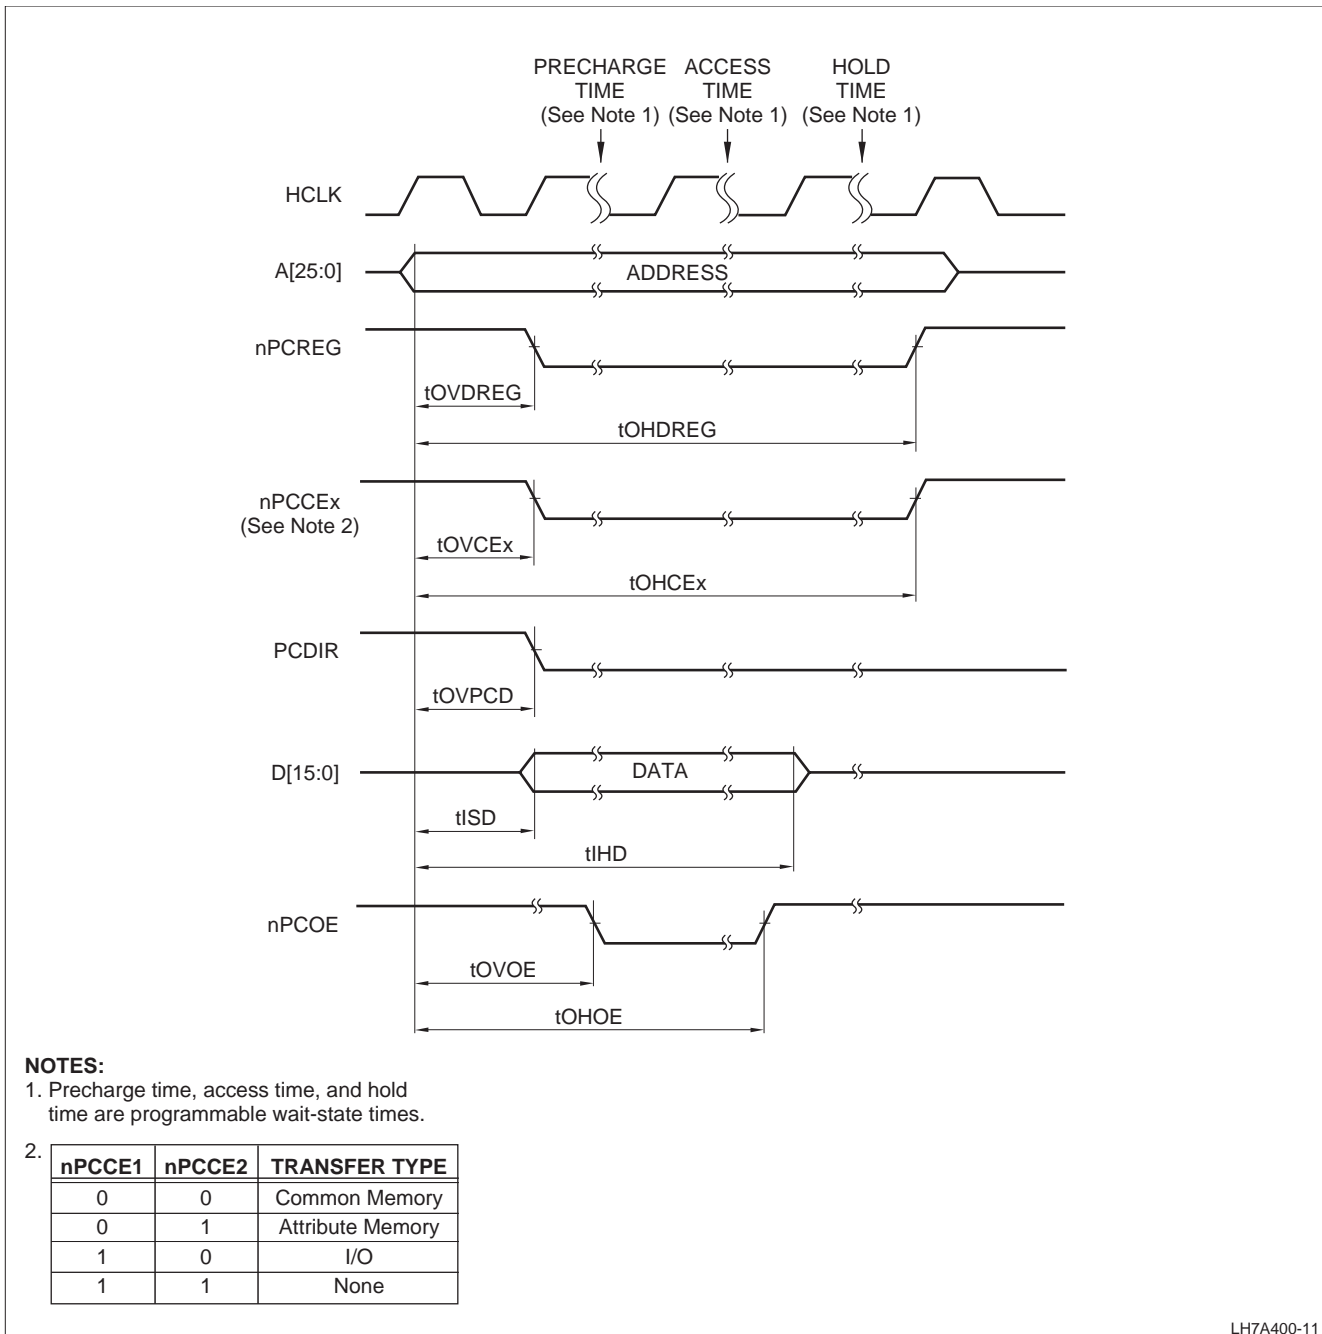 PRECHARGE TIME (See Note 1)
ACCESS TIME (See Note 1)
HOLD TIME (See Note 1)
HCLK
A[25:0]
ADDRESS
nPCREG
tOVDREG
tOHDREG
nPCCEx
(See Note 2)
tOVCEx
tOHCEx
PCDIR
tOVPCD
D[15:0]
DATA
tISD
tIHD
nPCOE
tOVOE
tOHOE
NOTES:
1. Precharge time, access time, and hold
time are programmable wait-state times.
2.
nPCCE1 nPCCE2 TRANSFER TYPE
0 0 Common Memory
0 1 Attribute Memory
1 0 I/O
1 1 None
LH7A400-11